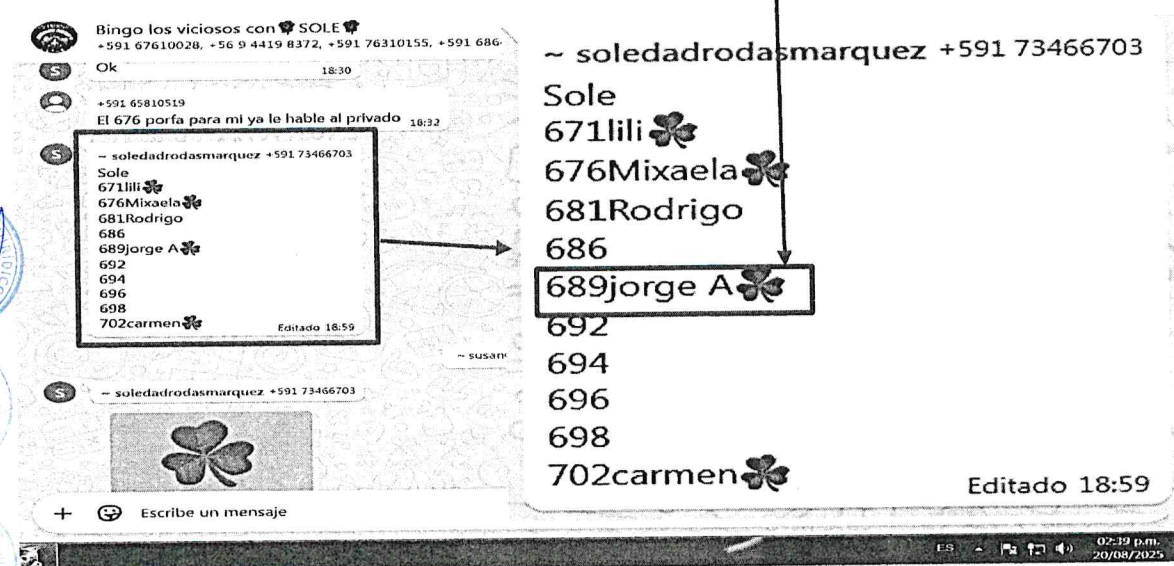 Bingo los viciosos con🌹SOLE🌹
+591 67610028, +56 9 4419 8372, +591 76310155, +591 686
Ok 18:30
+591 65810519
El 676 porfa para mi ya le hable al privado 18:32
~ soledadrodasmarquez +591 73466703
Sole
671lili☘️
676Mixaela☘️
681Rodrigo
686
689jorge A☘️
692
694
696
698
702carmen☘️
Editado 18:59
~ susan
~ soledadrodasmarquez +591 73466703
Escribe un mensaje
~ soledadrodasmarquez +591 73466703
Sole
671lili☘️
676Mixaela☘️
681Rodrigo
686
689jorge A☘️
692
694
696
698
702carmen☘️
Editado 18:59
ES
02:39 p.m.
20/08/2025